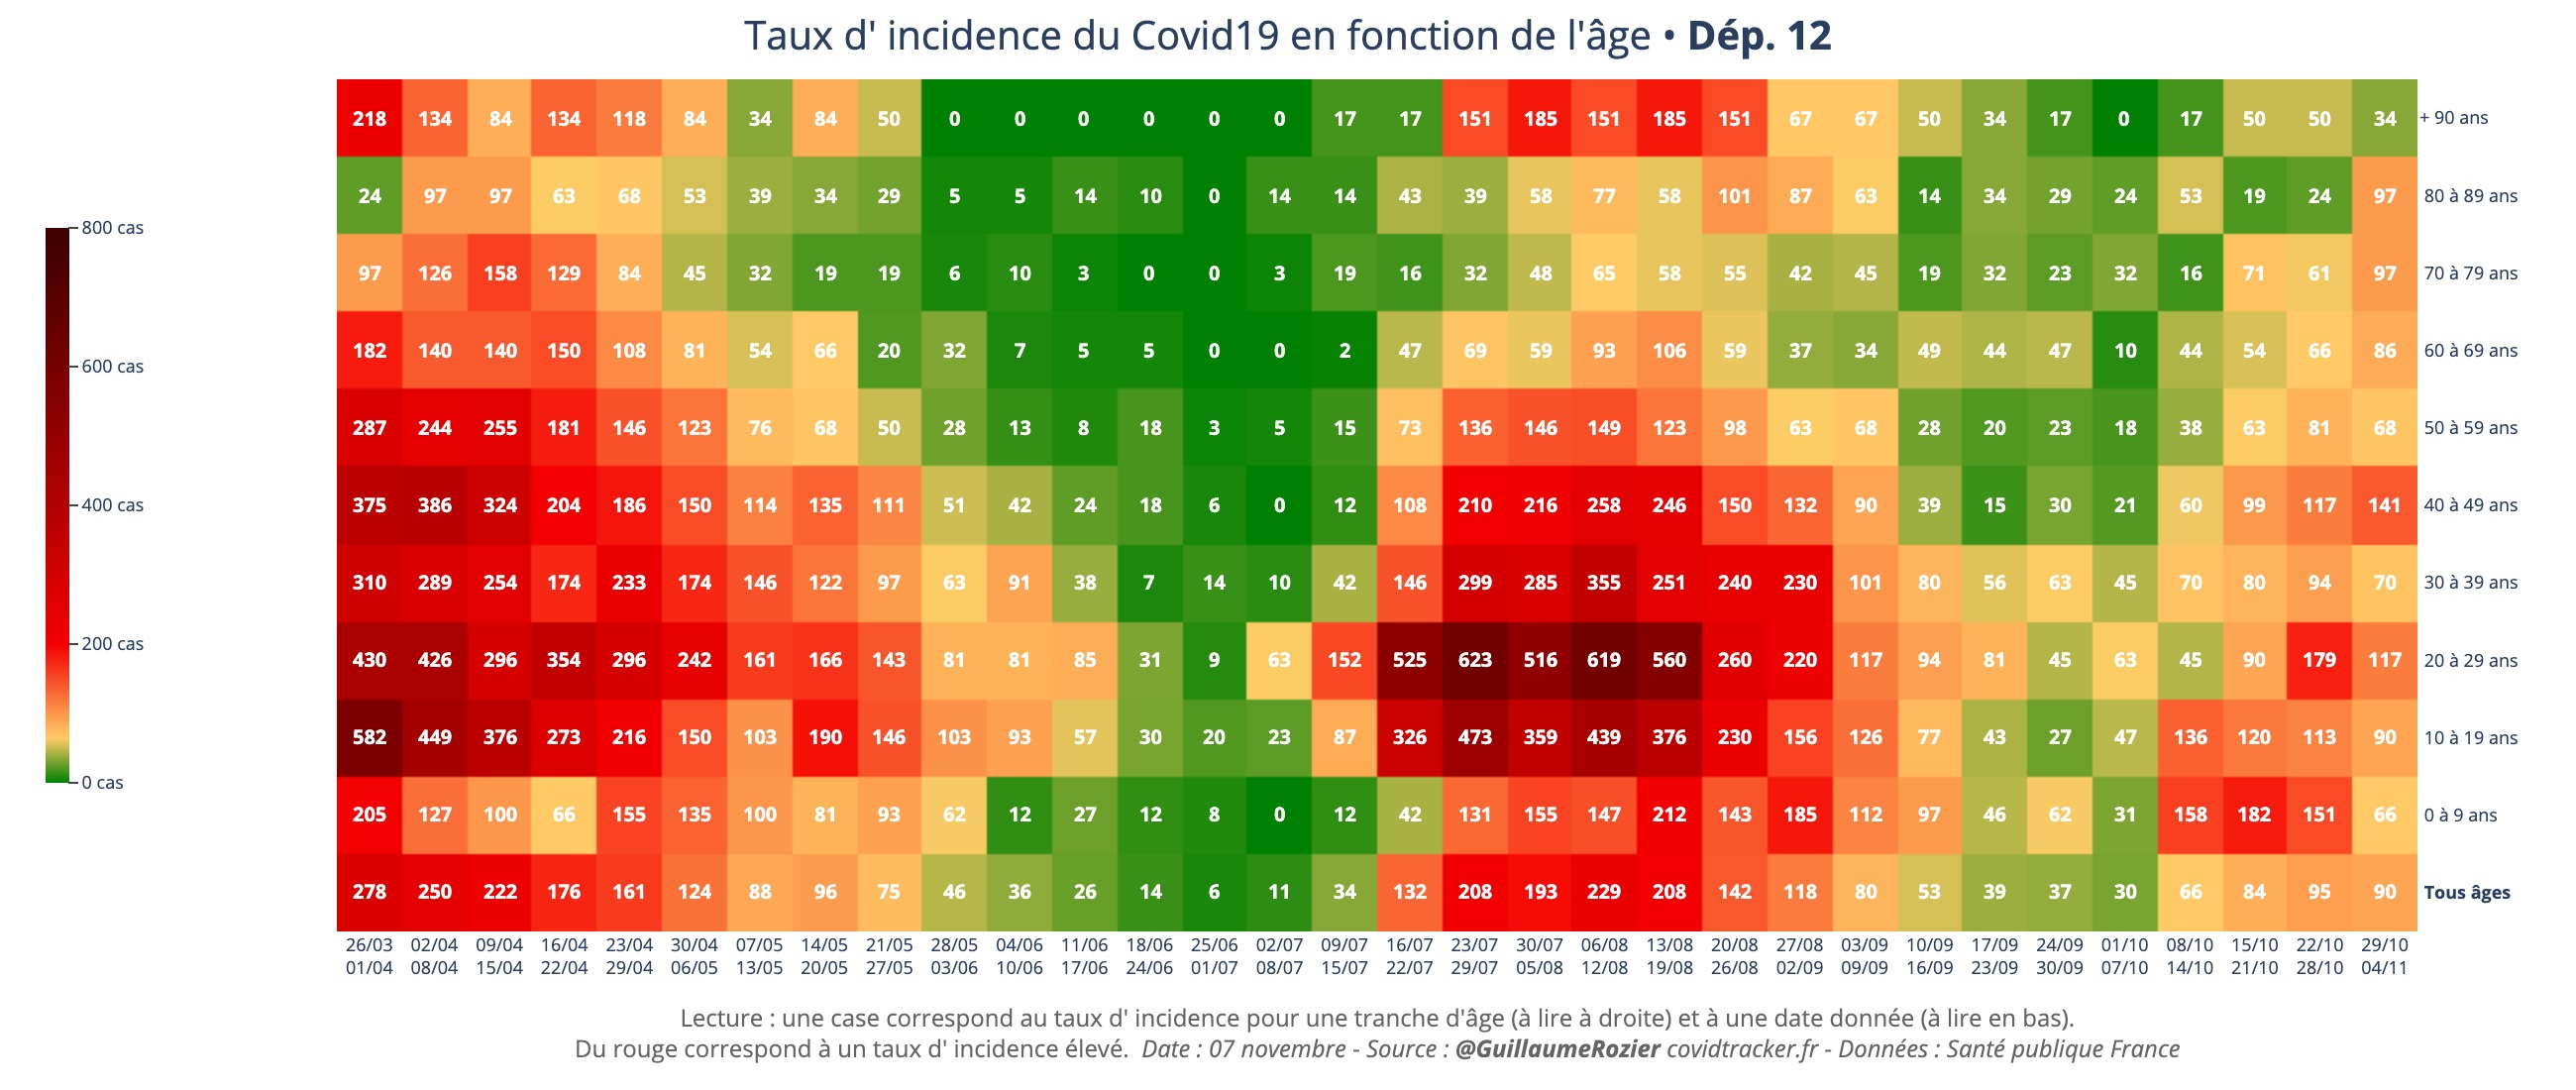 Taux d' incidence du Covid19 en fonction de l'âge • Dép. 12
800 cas
600 cas
400 cas
200 cas
0 cas
218 134 84 134 118 84 34 84 50 0 0 0 0 0 0 17 17 151 185 151 185 151 67 67 50 34 17 0 17 50 50 34 + 90 ans
24 97 97 63 68 53 39 34 29 5 5 14 10 0 14 14 43 39 58 77 58 101 87 63 14 34 29 24 53 19 24 97 80 à 89 ans
97 126 158 129 84 45 32 19 19 6 10 3 0 0 3 19 16 32 48 65 58 55 42 45 19 32 23 32 16 71 61 97 70 à 79 ans
182 140 140 150 108 81 54 66 20 32 7 5 5 0 0 2 47 69 59 93 106 59 37 34 49 44 47 10 44 54 66 86 60 à 69 ans
287 244 255 181 146 123 76 68 50 28 13 8 18 3 5 15 73 136 146 149 123 98 63 68 28 20 23 18 38 63 81 68 50 à 59 ans
375 386 324 204 186 150 114 135 111 51 42 24 18 6 0 12 108 210 216 258 246 150 132 90 39 15 30 21 60 99 117 141 40 à 49 ans
310 289 254 174 233 174 146 122 97 63 91 38 7 14 10 42 146 299 285 355 251 240 230 101 80 56 63 45 70 80 94 70 30 à 39 ans
430 426 296 354 296 242 161 166 143 81 81 85 31 9 63 152 525 623 516 619 560 260 220 117 94 81 45 63 45 90 179 117 20 à 29 ans
582 449 376 273 216 150 103 190 146 103 93 57 30 20 23 87 326 473 359 439 376 230 156 126 77 43 27 47 136 120 113 90 10 à 19 ans
205 127 100 66 155 135 100 81 93 62 12 27 12 8 0 12 42 131 155 147 212 143 185 112 97 46 62 31 158 182 151 66 0 à 9 ans
278 250 222 176 161 124 88 96 75 46 36 26 14 6 11 34 132 208 193 229 208 142 118 80 53 39 37 30 66 84 95 90 Tous âges
26/03 02/04 09/04 16/04 23/04 30/04 07/05 14/05 21/05 28/05 04/06 11/06 18/06 25/06 02/07 09/07 16/07 23/07 30/07 06/08 13/08 20/08 27/08 03/09 10/09 17/09 24/09 01/10 08/10 15/10 22/10 29/10
01/04 08/04 15/04 22/04 29/04 06/05 13/05 20/05 27/05 03/06 10/06 17/06 24/06 01/07 08/07 15/07 22/07 29/07 05/08 12/08 19/08 26/08 02/09 09/09 16/09 23/09 30/09 07/10 14/10 21/10 28/10 04/11
Lecture : une case correspond au taux d' incidence pour une tranche d'âge (à lire à droite) et à une date donnée (à lire en bas).
Du rouge correspond à un taux d' incidence élevé. Date : 07 novembre - Source : @GuillaumeRozier covidtracker.fr - Données : Santé publique France